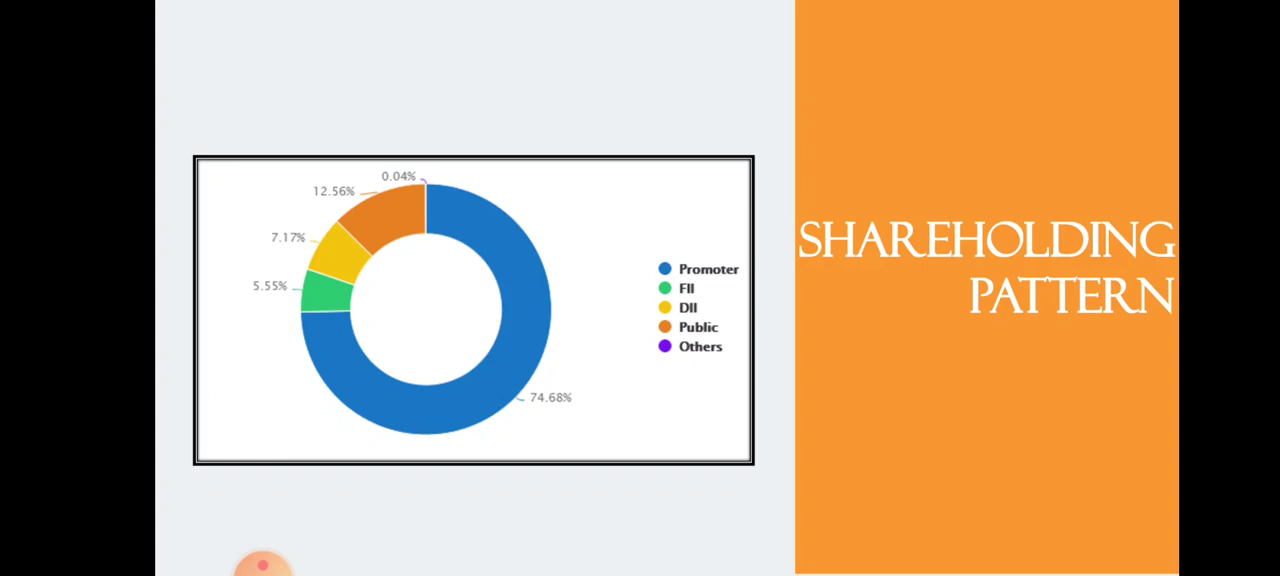 0.04%
12.56%
7.17%
5.55%
74.68%
Promoter
FII
DII
Public
Others
SHAREHOLDING
PATTERN